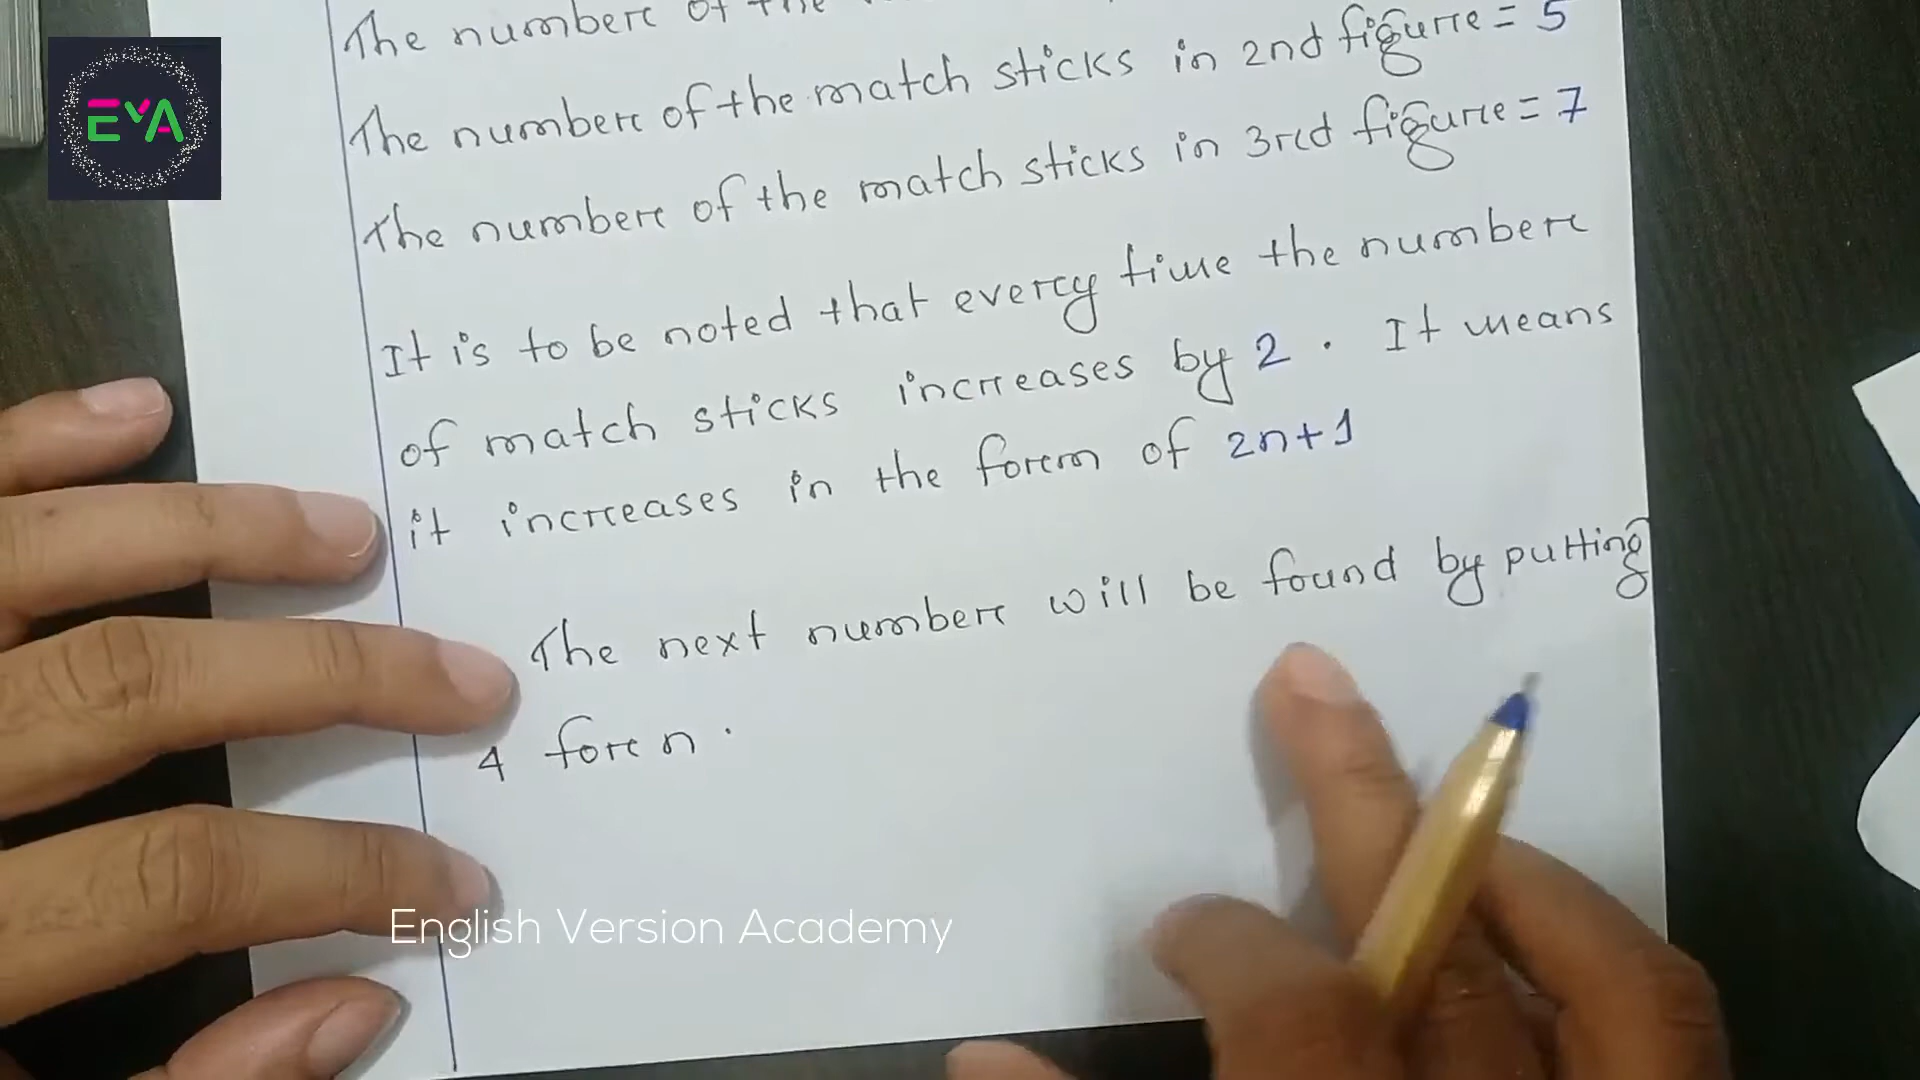 The number of the
The number of the match sticks in 2nd figure = 5
The number of the match sticks in 3rd figure = 7
It is to be noted that every time the number
of match sticks increases by 2. It means
it increases in the form of 2n+1
The next number will be found by putting
4 for n.
EVA
English Version Academy